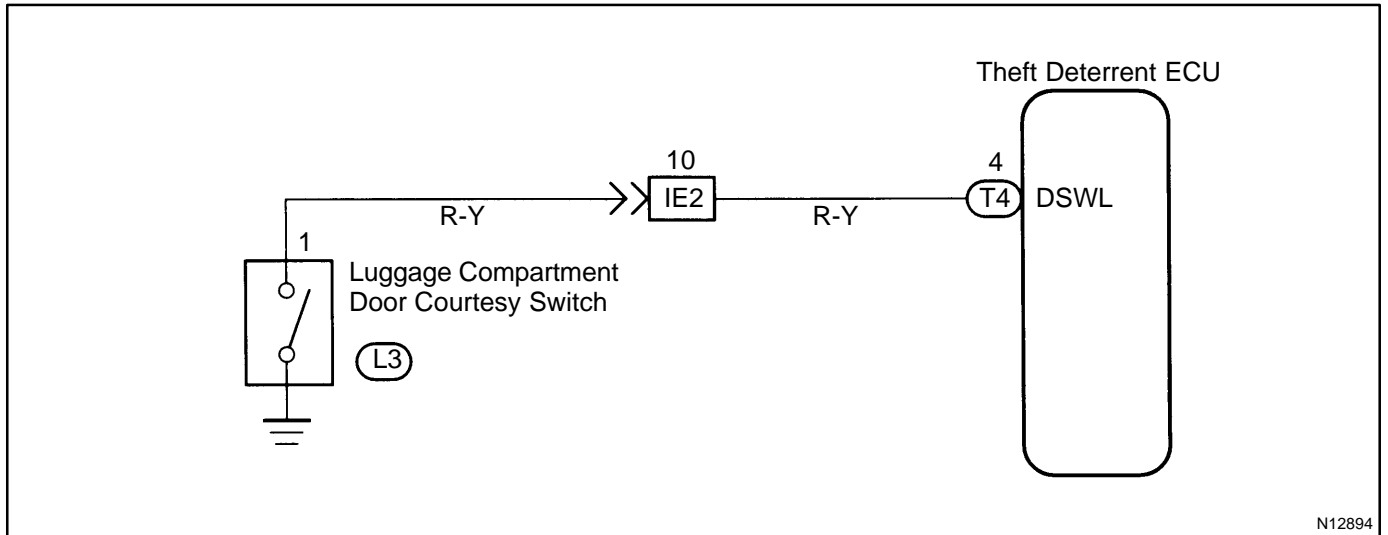 Theft Deterrent ECU
10
4
IE2
T4
DSWL
R-Y
R-Y
1
Luggage Compartment
Door Courtesy Switch
L3
N12894